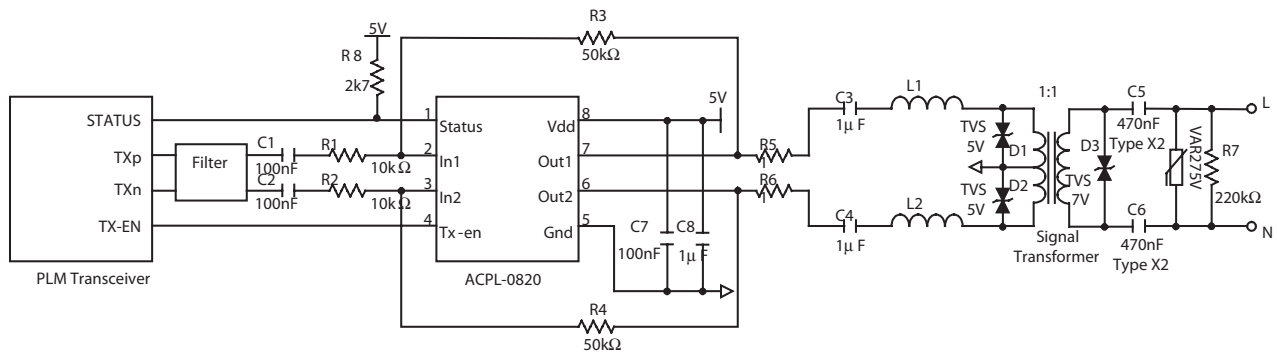 R3
50kΩ
5V
R 8
2k7
STATUS
TXp
TXn
TX-EN
PLM Transceiver
Filter
C1
100nF
C2
100nF
R1
10kΩ
R2
10kΩ
1
2
3
4
Status
In1
In2
Tx-en
Vdd
Out1
Out2
Gnd
8
7
6
5
ACPL-0820
C7
100nF
C8
1μ F
5V
R5
1
R6
1
C3
1μ F
C4
1μ F
L1
L2
TVS
5V
D1
D2
TVS
5V
1:1
Signal
Transformer
D3
TVS
7V
C5
470nF
Type X2
C6
470nF
Type X2
VAR275V
R7
220kΩ
L
N
R4
50kΩ